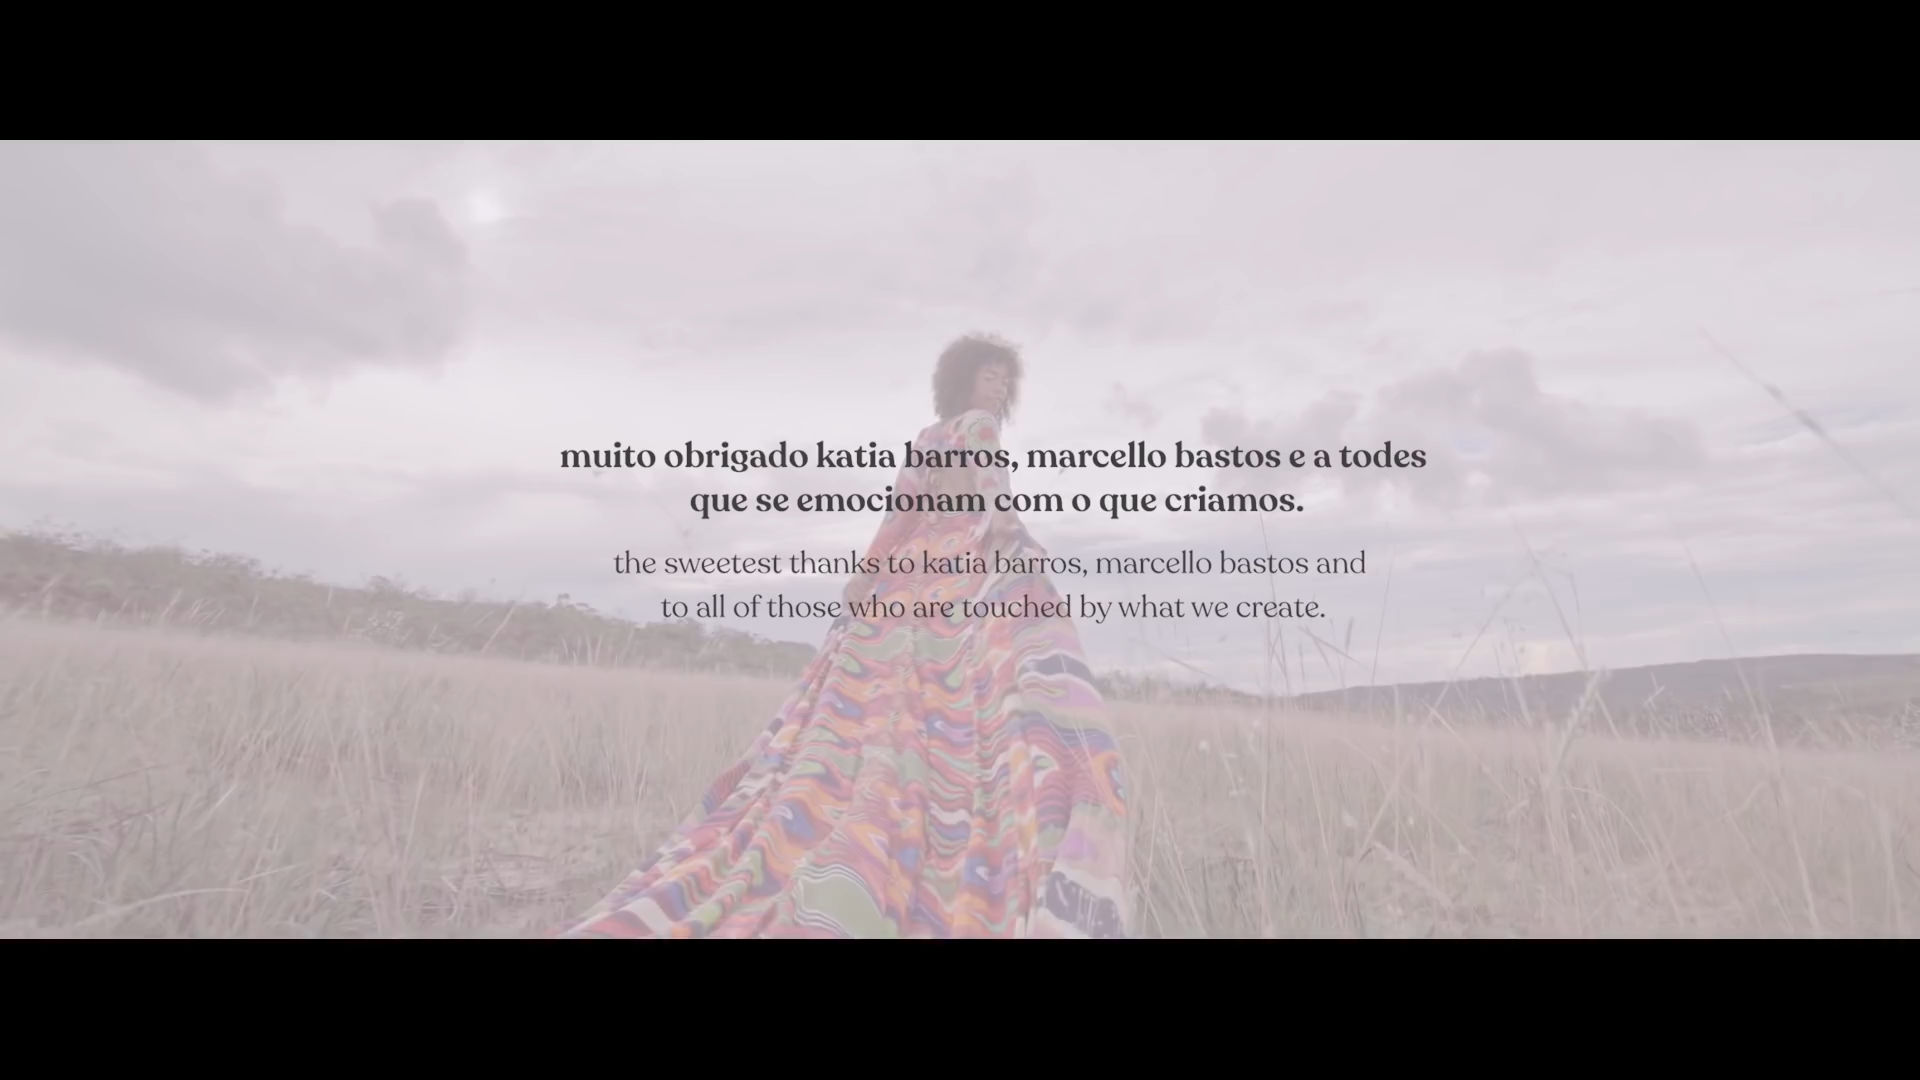 muito obrigado katia barros, marcello bastos e a todes
que se emocionam com o que criamos.
the sweetest thanks to katia barros, marcello bastos and
to all of those who are touched by what we create.